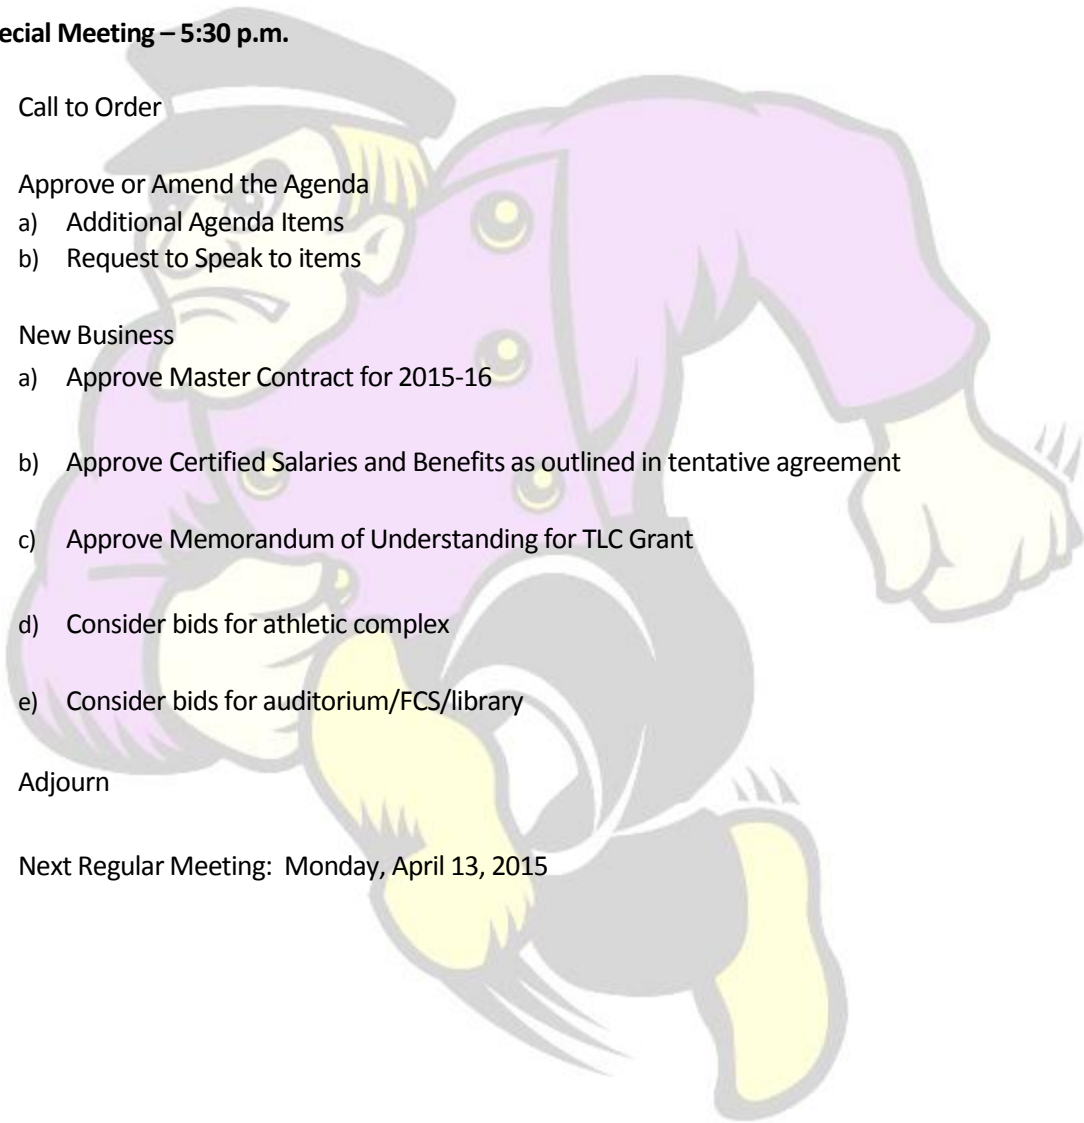 ecial Meeting – 5:30 p.m.
Call to Order
Approve or Amend the Agenda
a) Additional Agenda Items
b) Request to Speak to items
New Business
a) Approve Master Contract for 2015-16
b) Approve Certified Salaries and Benefits as outlined in tentative agreement
c) Approve Memorandum of Understanding for TLC Grant
d) Consider bids for athletic complex
e) Consider bids for auditorium/FCS/library
Adjourn
Next Regular Meeting: Monday, April 13, 2015